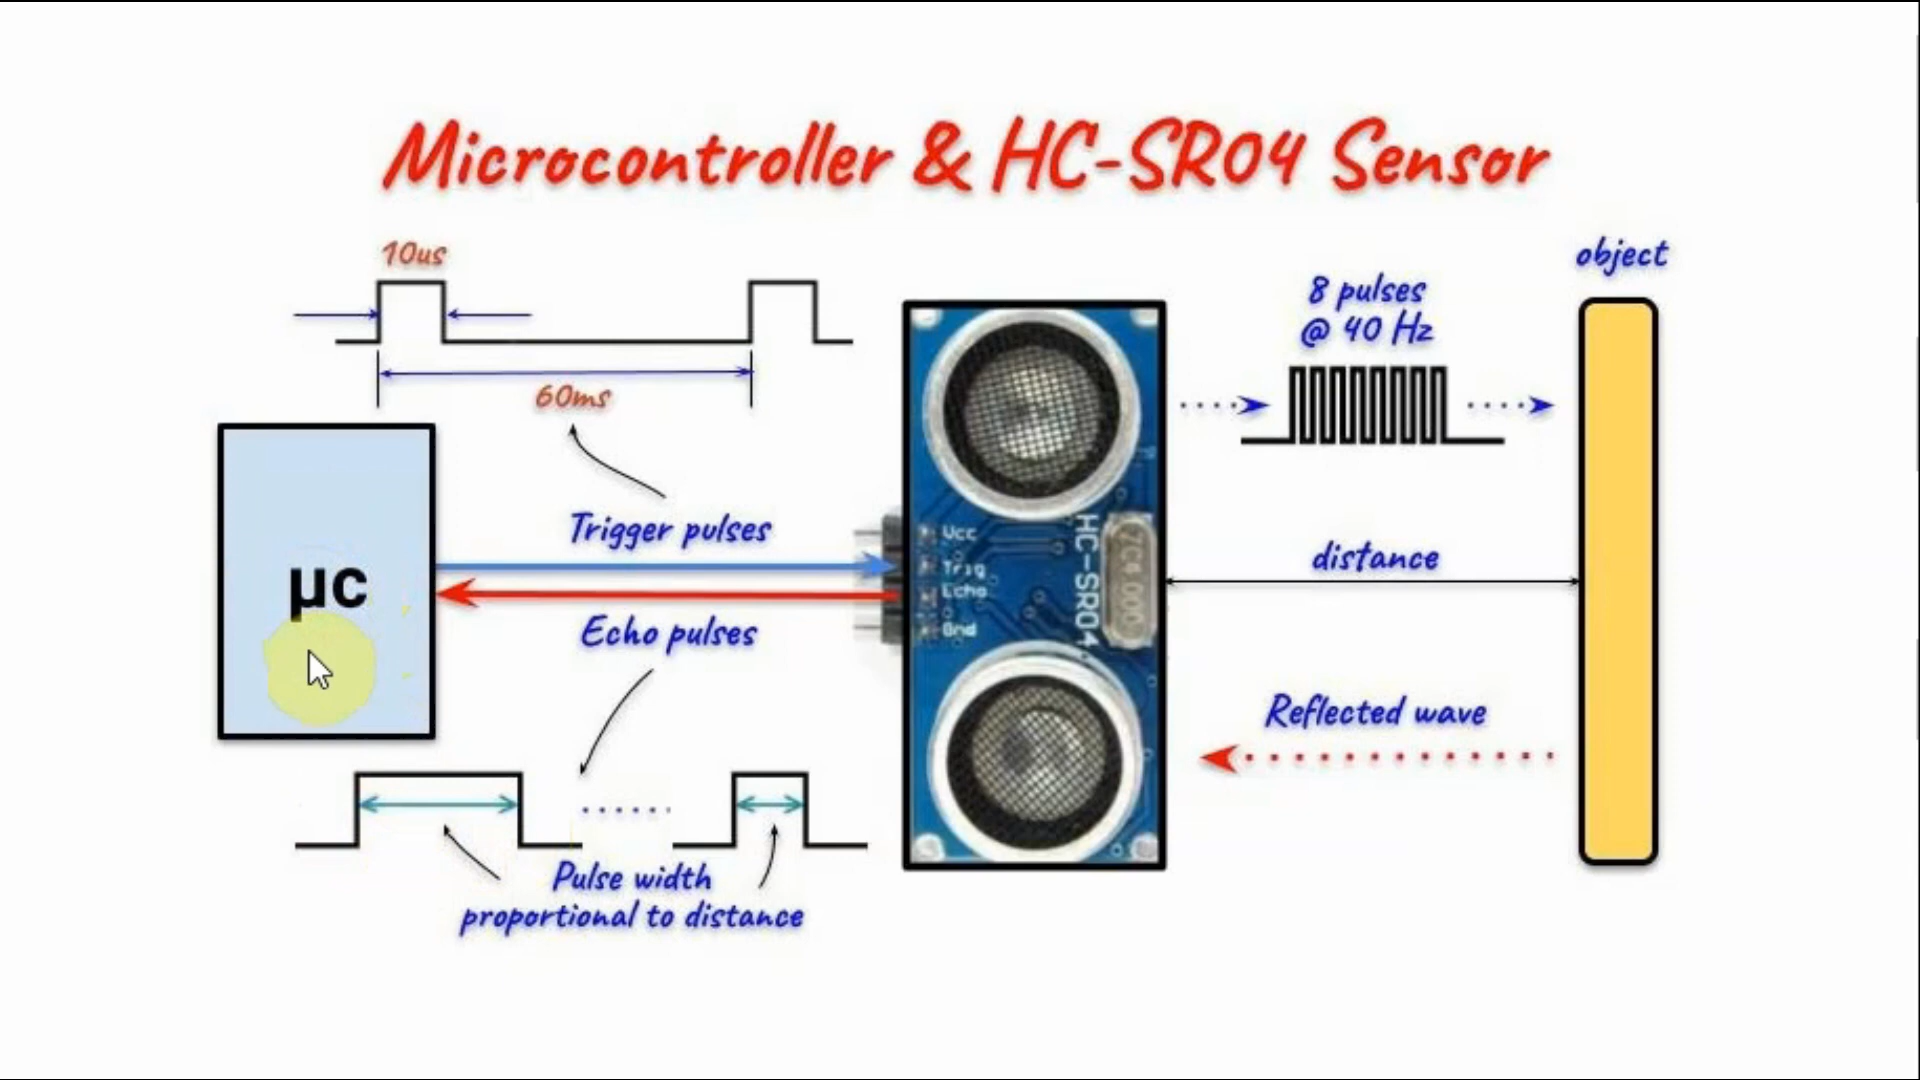 Microcontroller & HC-SR04 Sensor
10us
object
8 pulses
@ 40 Hz
60ms
Trigger pulses
Vcc
Trig
Echo
Gnd
HC-SR04
distance
µc
Echo pulses
Reflected wave
Pulse width
proportional to distance